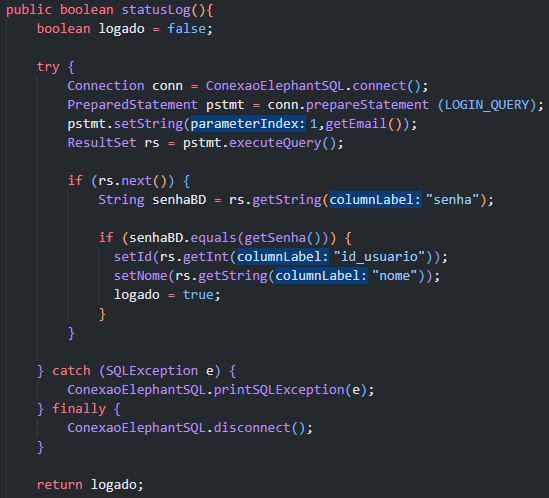 public boolean statusLog(){
boolean logado = false;
try {
Connection conn = ConexaoElephantSQL.connect();
PreparedStatement pstmt = conn.prepareStatement (LOGIN_QUERY);
pstmt.setString(parameterIndex: 1,getEmail());
ResultSet rs = pstmt.executeQuery();
if (rs.next()) {
String senhaBD = rs.getString(columnLabel: "senha");
if (senhaBD.equals(getSenha())) {
setId(rs.getInt(columnLabel: "id_usuario"));
setNome(rs.getString(columnLabel: "nome"));
logado = true;
}
}
} catch (SQLException e) {
ConexaoElephantSQL.printSQLException(e);
} finally {
ConexaoElephantSQL.disconnect();
}
return logado;